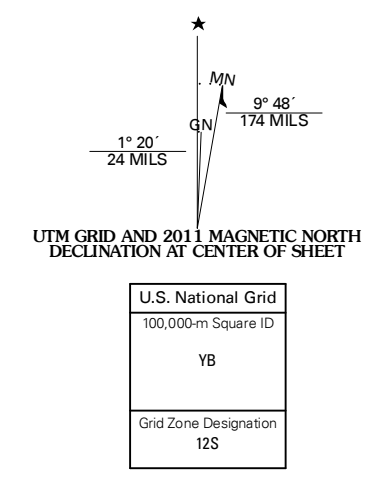 MN
9° 48´
174 MILS
GN
1° 20´
24 MILS
UTM GRID AND 2011 MAGNETIC NORTH
DECLINATION AT CENTER OF SHEET
U.S. National Grid
100,000-m Square ID
YB
Grid Zone Designation
12S